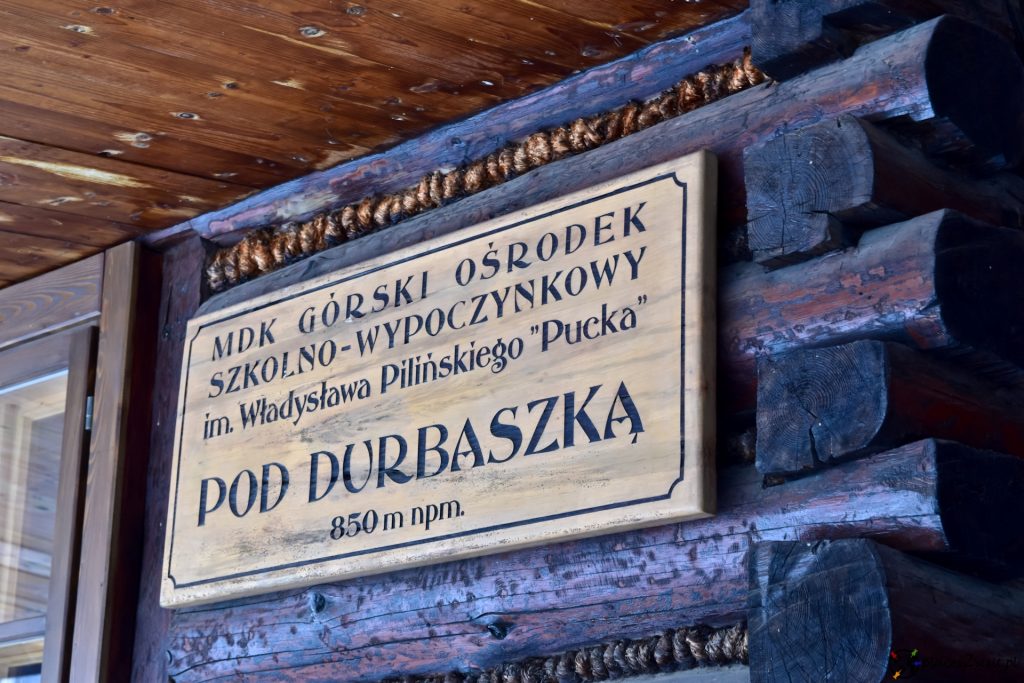 MDK GÓRSKI OŚRODEK
SZKOLNO-WYPOCZYNKOWY
im. Władysława Pilińskiego "Pucka"
POD DURBASZKĄ
850 m npm.